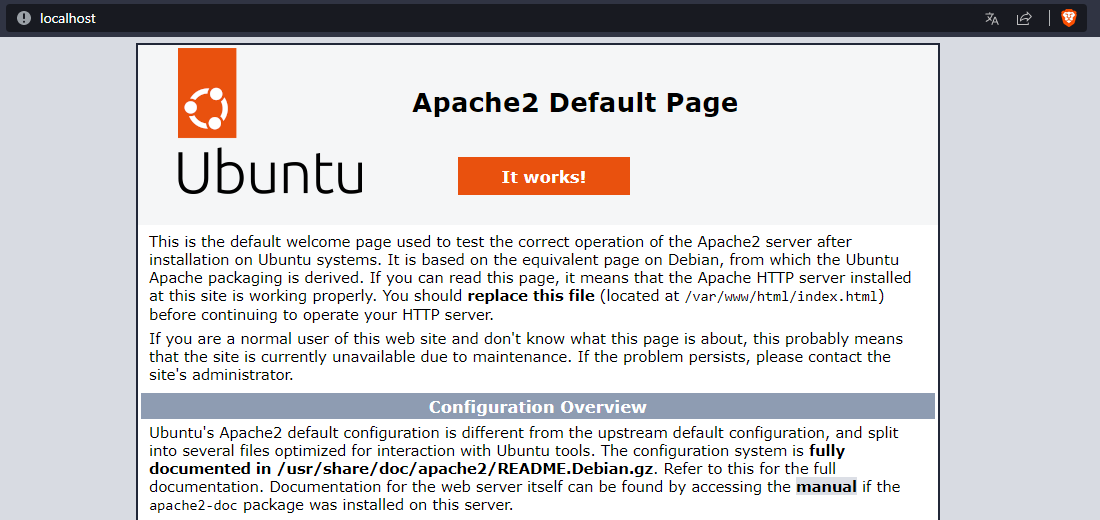 localhost
Apache2 Default Page
Ubuntu
It works!
This is the default welcome page used to test the correct operation of the Apache2 server after
installation on Ubuntu systems. It is based on the equivalent page on Debian, from which the Ubuntu
Apache packaging is derived. If you can read this page, it means that the Apache HTTP server installed
at this site is working properly. You should replace this file (located at /var/www/html/index.html)
before continuing to operate your HTTP server.
If you are a normal user of this web site and don't know what this page is about, this probably means
that the site is currently unavailable due to maintenance. If the problem persists, please contact the
site's administrator.
Configuration Overview
Ubuntu's Apache2 default configuration is different from the upstream default configuration, and split
into several files optimized for interaction with Ubuntu tools. The configuration system is fully
documented in /usr/share/doc/apache2/README.Debian.gz. Refer to this for the full
documentation. Documentation for the web server itself can be found by accessing the manual if the
apache2-doc package was installed on this server.